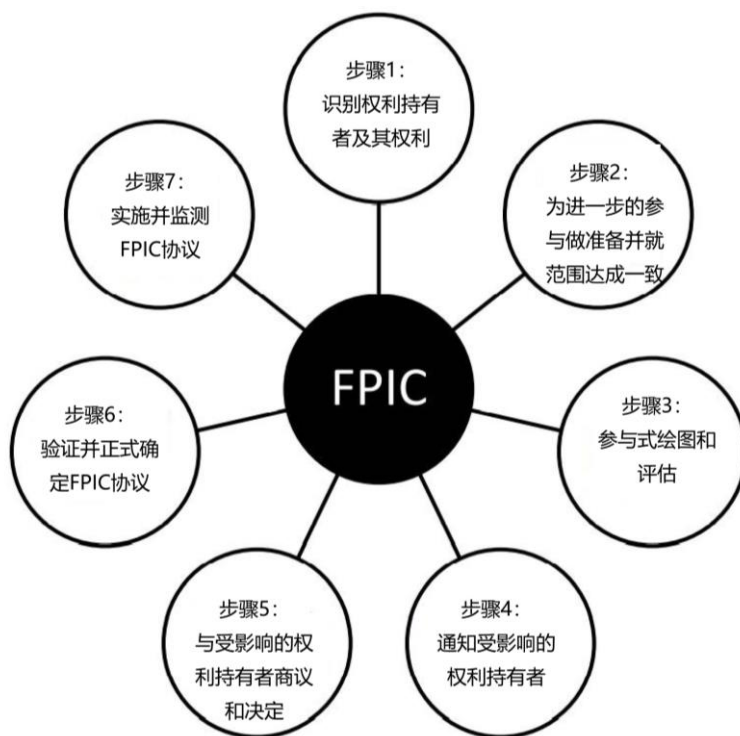 步骤1：
识别权利持有
者及其权利
步骤2：
为进一步的参
与做准备并就
范围达成一致
步骤3：
参与式绘图和
评估
步骤4：
通知受影响的
权利持有者
步骤5：
与受影响的权
利持有者商议
和决定
步骤6：
验证并正式确
定FPIC协议
步骤7：
实施并监测
FPIC协议
FPIC